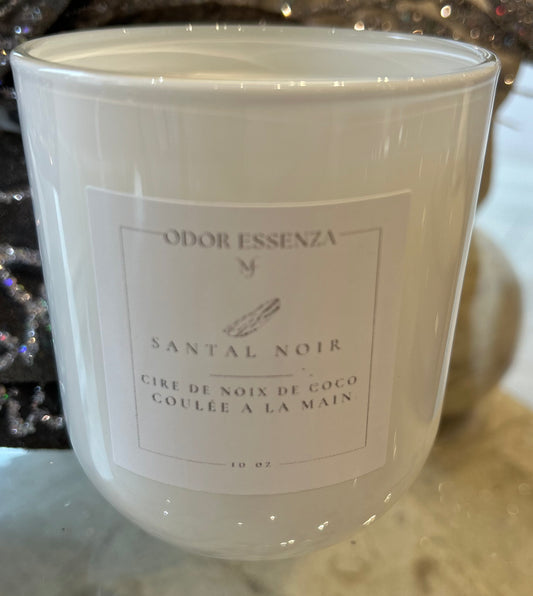 ODOR ESSENZA
SANTAL NOIR
CIRE DE NOIX DE COCO
COULÉE A LA MAIN
10 OZ